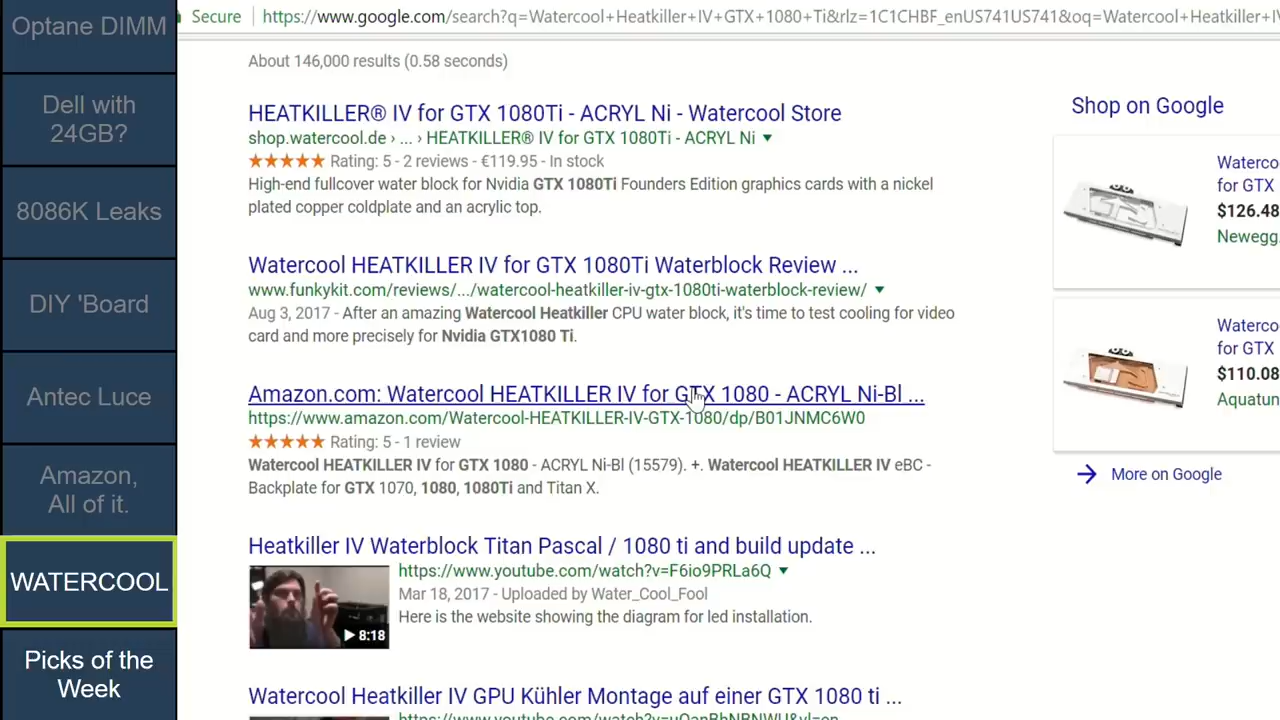 Optane DIMM
Dell with
24GB?
8086K Leaks
DIY 'Board
Antec Luce
Amazon,
All of it.
WATERCOOL
Picks of the
Week
Secure https://www.google.com/search?q=Watercool+Heatkiller+IV+GTX+1080+Ti&rlz=1C1CHBF_enUS741US741&oq=Watercool+Heatkiller+I
About 146,000 results (0.58 seconds)
HEATKILLER® IV for GTX 1080Ti - ACRYL Ni - Watercool Store
shop.watercool.de › ... › HEATKILLER® IV for GTX 1080Ti - ACRYL Ni
Rating: 5 - 2 reviews - €119.95 - In stock
High-end fullcover water block for Nvidia GTX 1080Ti Founders Edition graphics cards with a nickel
plated copper coldplate and an acrylic top.
Watercool HEATKILLER IV for GTX 1080Ti Waterblock Review ...
www.funkykit.com/reviews/.../watercool-heatkiller-iv-gtx-1080ti-waterblock-review/
Aug 3, 2017 - After an amazing Watercool Heatkiller CPU water block, it's time to test cooling for video
card and more precisely for Nvidia GTX1080 Ti.
Amazon.com: Watercool HEATKILLER IV for GTX 1080 - ACRYL Ni-Bl ...
https://www.amazon.com/Watercool-HEATKILLER-IV-GTX-1080/dp/B01JNMC6W0
Rating: 5 - 1 review
Watercool HEATKILLER IV for GTX 1080 - ACRYL Ni-Bl (15579). +. Watercool HEATKILLER IV eBC -
Backplate for GTX 1070, 1080, 1080Ti and Titan X.
Heatkiller IV Waterblock Titan Pascal / 1080 ti and build update ...
https://www.youtube.com/watch?v=F6io9PRLa6Q
Mar 18, 2017 - Uploaded by Water_Cool_Fool
Here is the website showing the diagram for led installation.
8:18
Watercool Heatkiller IV GPU Kühler Montage auf einer GTX 1080 ti ...
Shop on Google
Waterco
for GTX
$126.48
Newegg.
Waterco
for GTX
$110.08
Aquatun
More on Google